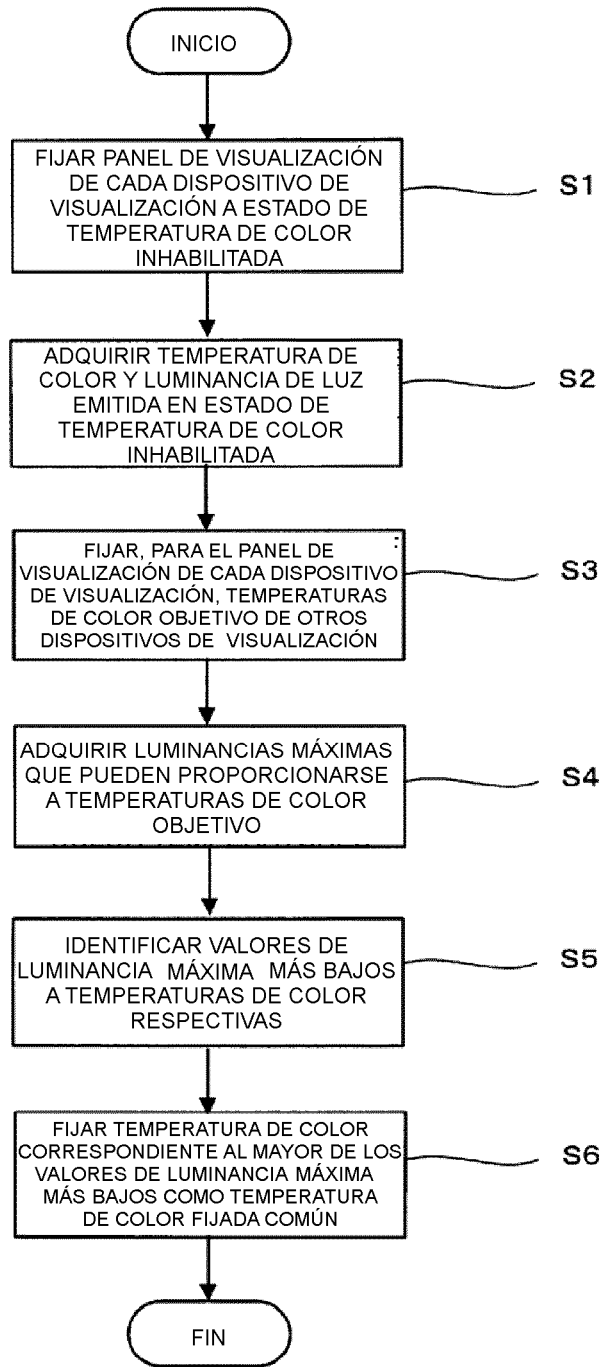 INICIO
FIJAR PANEL DE VISUALIZACIÓN
DE CADA DISPOSITIVO DE
VISUALIZACIÓN A ESTADO DE
TEMPERATURA DE COLOR
INHABILITADA
S1
ADQUIRIR TEMPERATURA DE
COLOR Y LUMINANCIA DE LUZ
EMITIDA EN ESTADO DE
TEMPERATURA DE COLOR
INHABILITADA
S2
FIJAR, PARA EL PANEL DE
VISUALIZACIÓN DE CADA DISPOSITIVO
DE VISUALIZACIÓN, TEMPERATURAS
DE COLOR OBJETIVO DE OTROS
DISPOSITIVOS DE VISUALIZACIÓN
S3
ADQUIRIR LUMINANCIAS MÁXIMAS
QUE PUEDEN PROPORCIONARSE
A TEMPERATURAS DE COLOR
OBJETIVO
S4
IDENTIFICAR VALORES DE
LUMINANCIA MÁXIMA MÁS BAJOS
A TEMPERATURAS DE COLOR
RESPECTIVAS
S5
FIJAR TEMPERATURA DE COLOR
CORRESPONDIENTE AL MAYOR DE LOS
VALORES DE LUMINANCIA MÁXIMA
MÁS BAJOS COMO TEMPERATURA
DE COLOR FIJADA COMÚN
S6
FIN